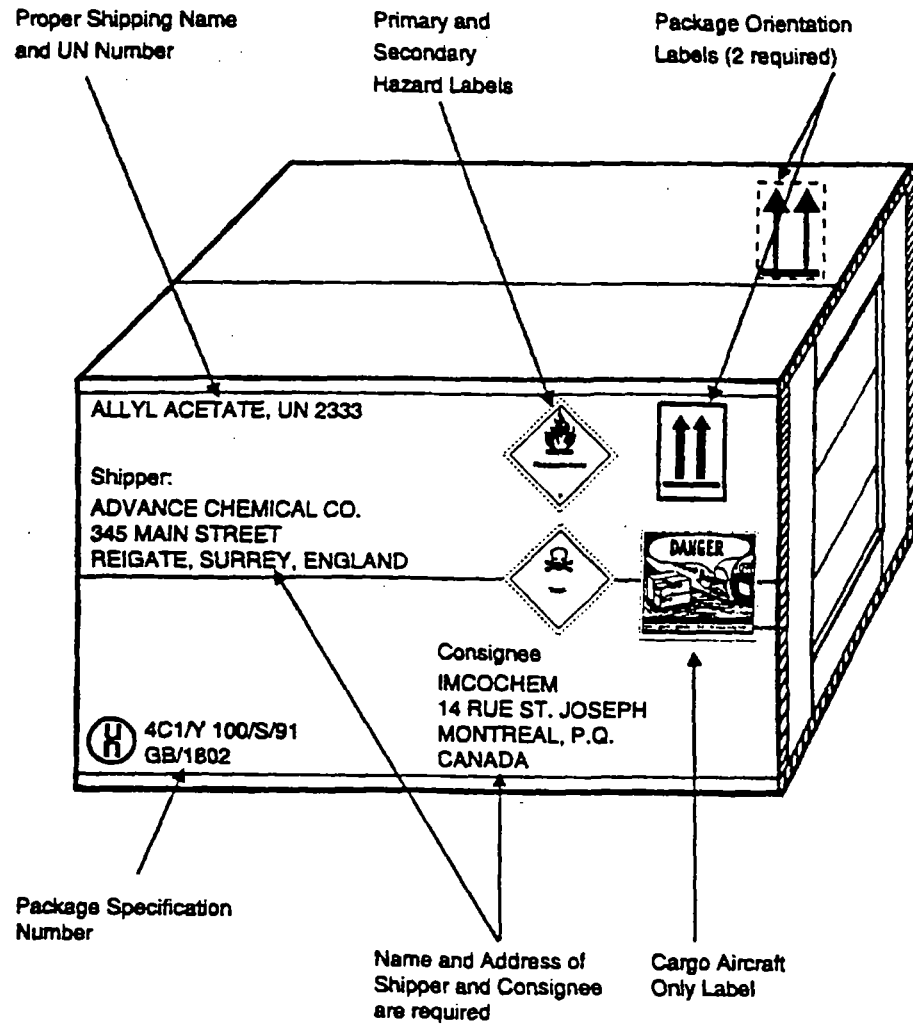 Proper Shipping Name
and UN Number
Primary and
Secondary
Hazard Labels
Package Orientation
Labels (2 required)
ALLYL ACETATE, UN 2333
Shipper:
ADVANCE CHEMICAL CO.
345 MAIN STREET
REIGATE, SURREY, ENGLAND
DANGER
Consignee
IMCOCHEM
14 RUE ST. JOSEPH
MONTREAL, P.Q.
CANADA
un
4C1/Y 100/S/91
GB/1802
Package Specification
Number
Name and Address of
Shipper and Consignee
are required
Cargo Aircraft
Only Label